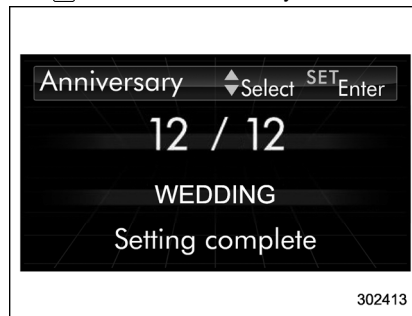 Anniversary Select SET Enter
12 / 12
WEDDING
Setting complete
302413